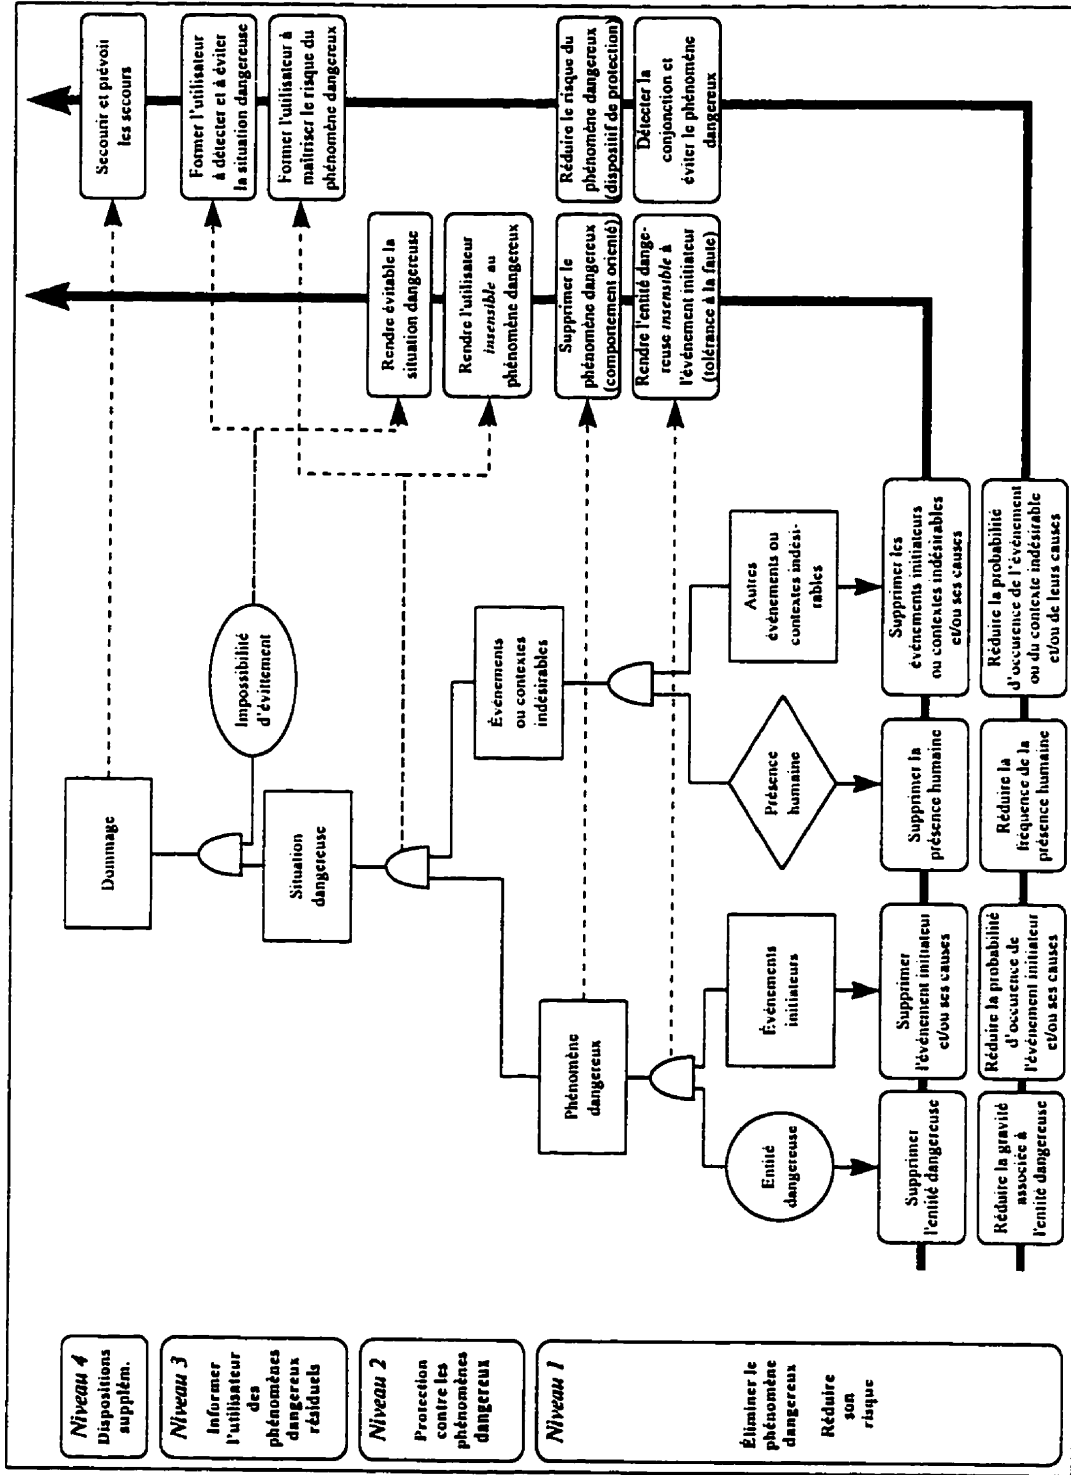 Niveau 4
Dispositions
supplém.
Niveau 3
Informer
l'utilisateur
des
phénomènes
dangereux
résiduels
Niveau 2
Protection
contre les
phénomènes
dangereux
Niveau 1
Éliminer le
phénomène
dangereux
Réduire
son
risque
Dommage
Impossibilité
d'évittement
Situation
dangereuse
Phénomène
dangereux
Événements
ou contextes
indésirables
Entité
dangereuse
Événements
initiateurs
Présence
humaine
Autres
événements ou
contextes indési-
rables
Supprimer
l'entité dangereuse
Supprimer
l'événement initiateur
et/ou ses causes
Supprimer la
présence humaine
Supprimer les
événements initiateurs
ou contextes indésirables
et/ou ses causes
Réduire la gravité
associée à
l'entité dangereuse
Réduire la probabilité
d'occurence de
l'événement initiateur
et/ou ses causes
Réduire la
fréquence de la
présence humaine
Réduire la probabilité
d'occurence de l'événement
ou du contexte indésirable
et/ou de leurs causes
Rendre évitable la
situation dangereuse
Rendre l'utilisateur
insensible au
phénomène dangereux
Supprimer le
phénomène dangereux
(comportement orienté)
Rendre l'entité dange-
reuse insensible à
l'événement initiateur
(tolérance à la faute)
Secourir et prévoir
les secours
Former l'utilisateur
à détecter et à éviter
la situation dangereuse
Former l'utilisateur à
maîtriser le risque du
phénomène dangereux
Réduire le risque du
phénomène dangereux
(dispositif de protection)
Détecter la
conjonction et
éviter le phénomène
dangereux